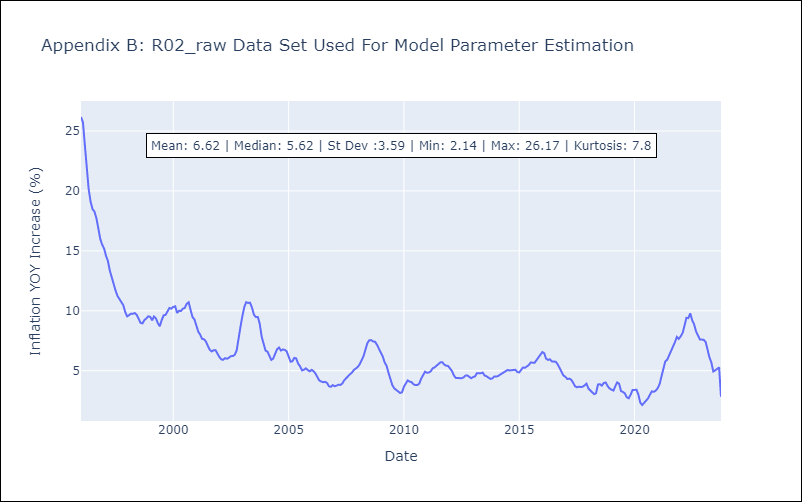 Appendix B: R02_raw Data Set Used For Model Parameter Estimation
Mean: 6.62 | Median: 5.62 | St Dev :3.59 | Min: 2.14 | Max: 26.17 | Kurtosis: 7.8
Inflation YOY Increase (%)
25
20
15
10
5
2000
2005
2010
2015
2020
Date